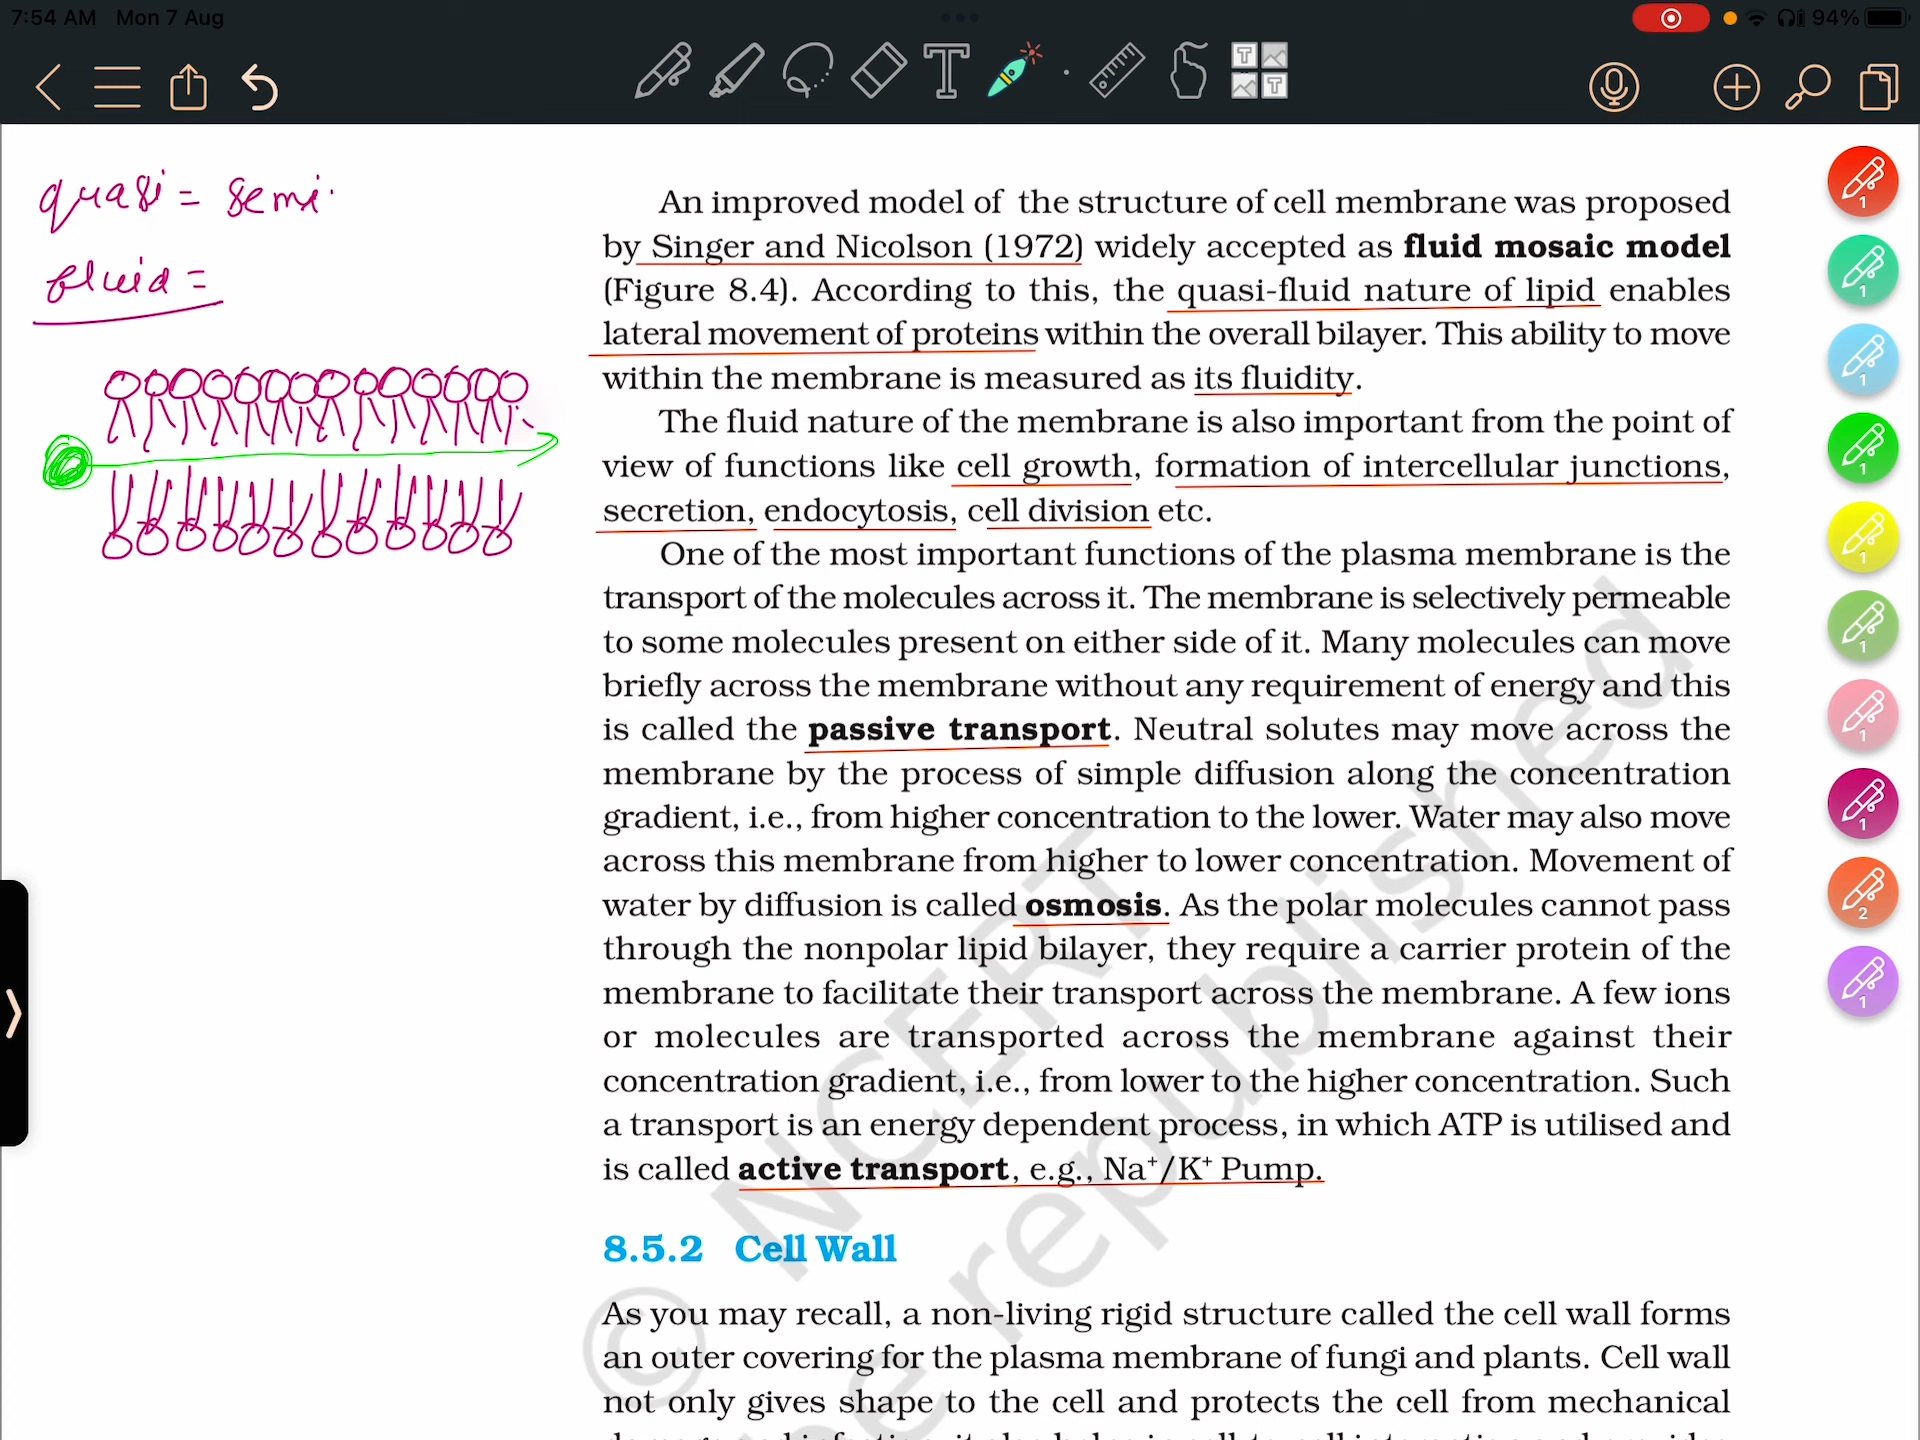 7:54 AM Mon 7 Aug
94%
quasi = semi
fluid =
An improved model of the structure of cell membrane was proposed
by Singer and Nicolson (1972) widely accepted as fluid mosaic model
(Figure 8.4). According to this, the quasi-fluid nature of lipid enables
lateral movement of proteins within the overall bilayer. This ability to move
within the membrane is measured as its fluidity.
The fluid nature of the membrane is also important from the point of
view of functions like cell growth, formation of intercellular junctions,
secretion, endocytosis, cell division etc.
One of the most important functions of the plasma membrane is the
transport of the molecules across it. The membrane is selectively permeable
to some molecules present on either side of it. Many molecules can move
briefly across the membrane without any requirement of energy and this
is called the passive transport. Neutral solutes may move across the
membrane by the process of simple diffusion along the concentration
gradient, i.e., from higher concentration to the lower. Water may also move
across this membrane from higher to lower concentration. Movement of
water by diffusion is called osmosis. As the polar molecules cannot pass
through the nonpolar lipid bilayer, they require a carrier protein of the
membrane to facilitate their transport across the membrane. A few ions
or molecules are transported across the membrane against their
concentration gradient, i.e., from lower to the higher concentration. Such
a transport is an energy dependent process, in which ATP is utilised and
is called active transport, e.g., Na⁺/K⁺ Pump.
8.5.2 Cell Wall
As you may recall, a non-living rigid structure called the cell wall forms
an outer covering for the plasma membrane of fungi and plants. Cell wall
not only gives shape to the cell and protects the cell from mechanical
© NCERT
republished
1
1
1
1
1
1
1
1
2
1